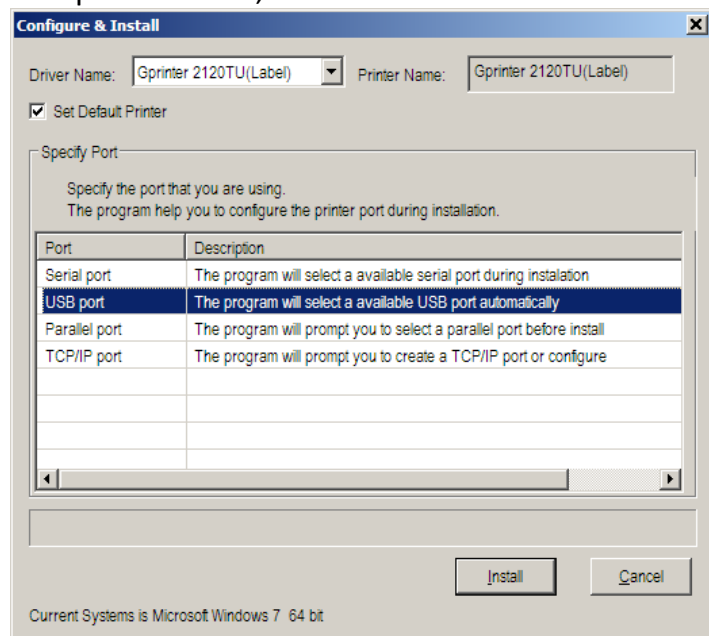 Configure & Install
Driver Name: Gprinter 2120TU(Label) Printer Name: Gprinter 2120TU(Label)
Set Default Printer
Specify Port
Specify the port that you are using.
The program help you to configure the printer port during installation.
Port Description
Serial port The program will select a available serial port during instalation
USB port The program will select a available USB port automatically
Parallel port The program will prompt you to select a parallel port before install
TCP/IP port The program will prompt you to create a TCP/IP port or configure
Install Cancel
Current Systems is Microsoft Windows 7 64 bit